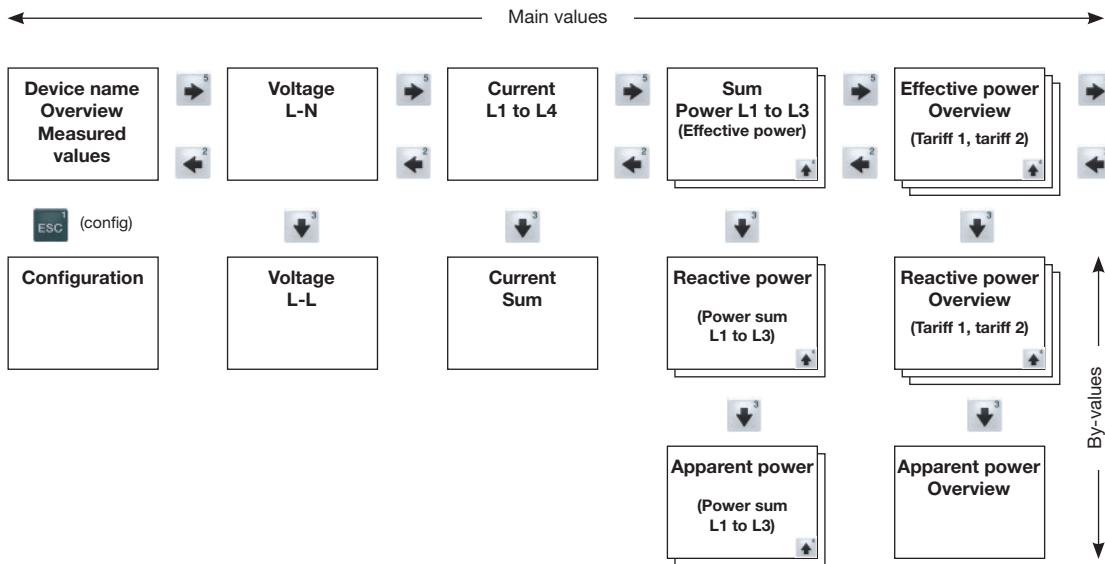 Main values
Device name
Overview
Measured
values
5
2
Voltage
L-N
5
2
Current
L1 to L4
5
2
Sum
Power L1 to L3
(Effective power)
4
5
2
Effective power
Overview
(Tariff 1, tariff 2)
4
1
ESC
(config)
3
3
3
3
Configuration
Voltage
L-L
Current
Sum
Reactive power
(Power sum
L1 to L3)
4
Reactive power
Overview
(Tariff 1, tariff 2)
4
By-values
3
3
Apparent power
(Power sum
L1 to L3)
4
Apparent power
Overview